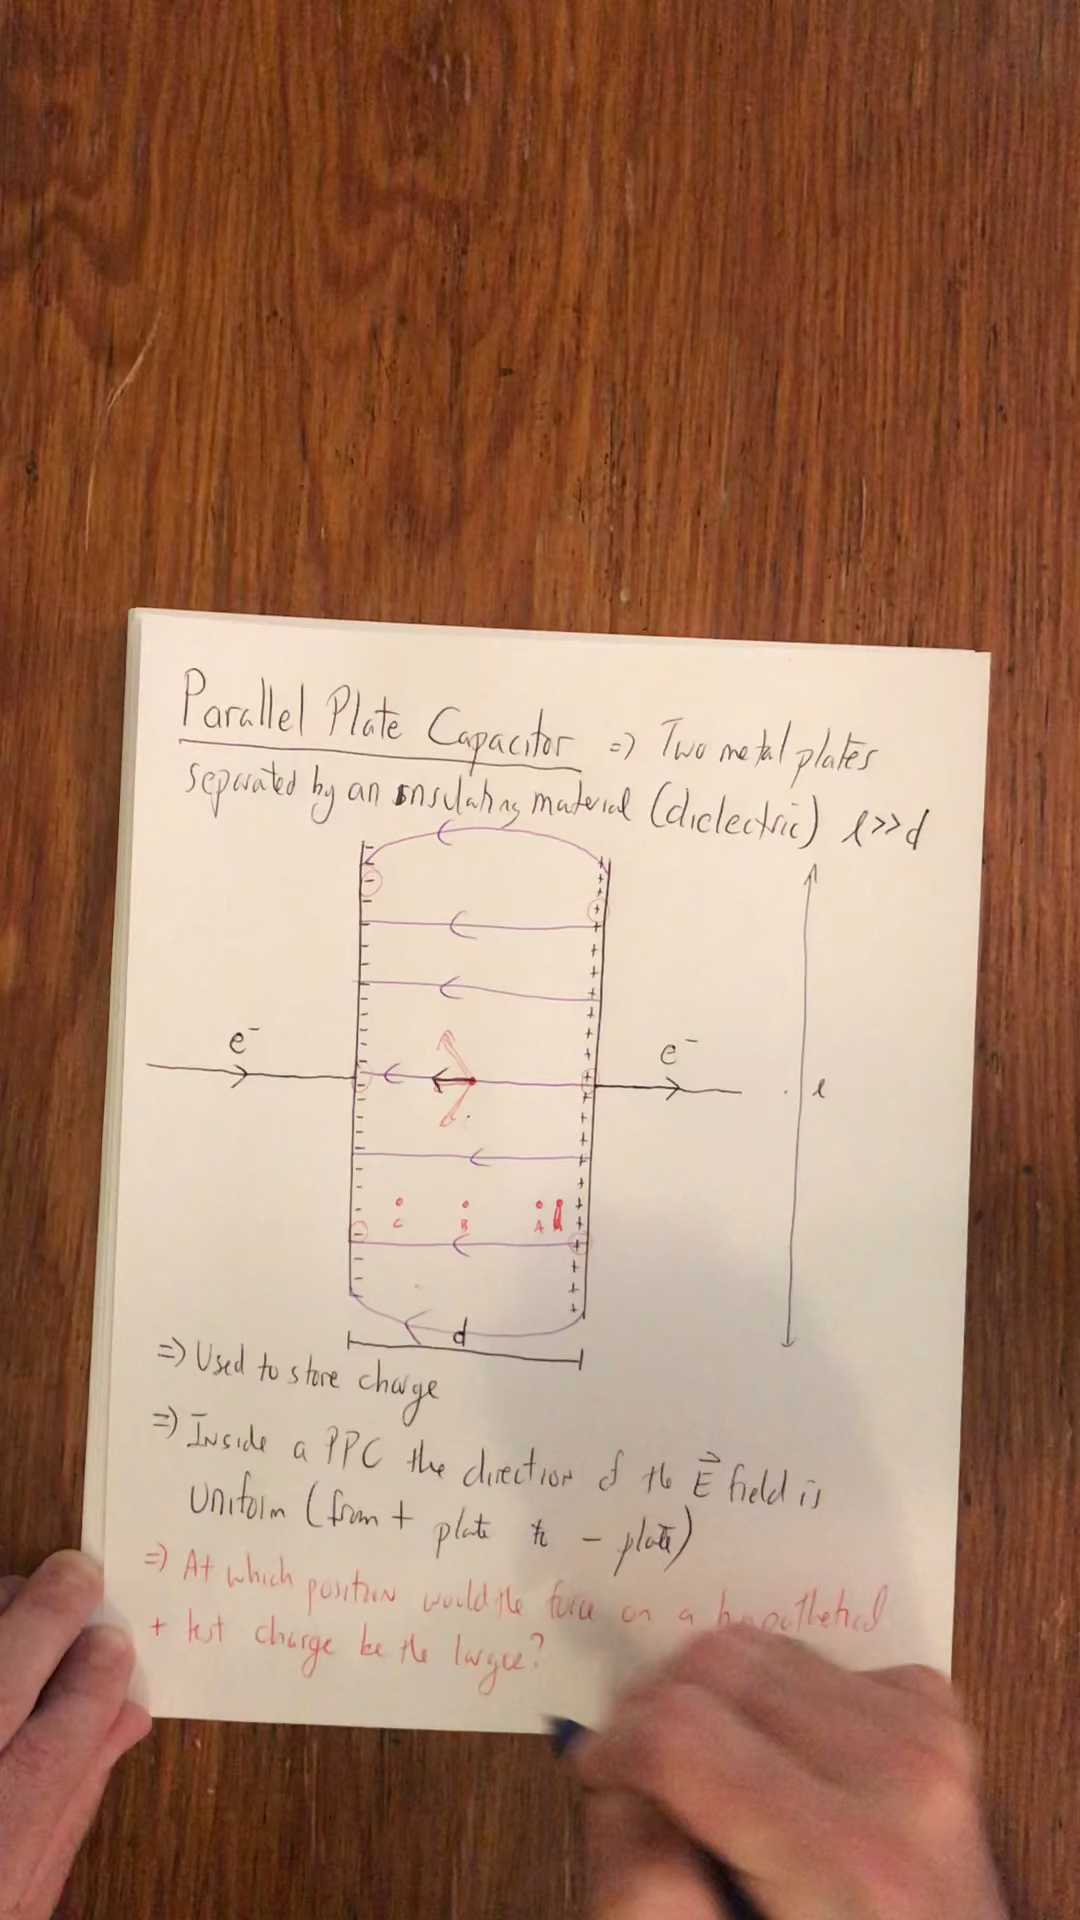 Parallel Plate Capacitor => Two metal plates
separated by an insulating material (dielectric) l>>d
e⁻
e⁻
l
C B A
d
=> Used to store charge
=> Inside a PPC the direction of the E⃗ field is
uniform (from + plate to - plate)
=> At which position would the force on a hypothetical
+ test charge be the larger?